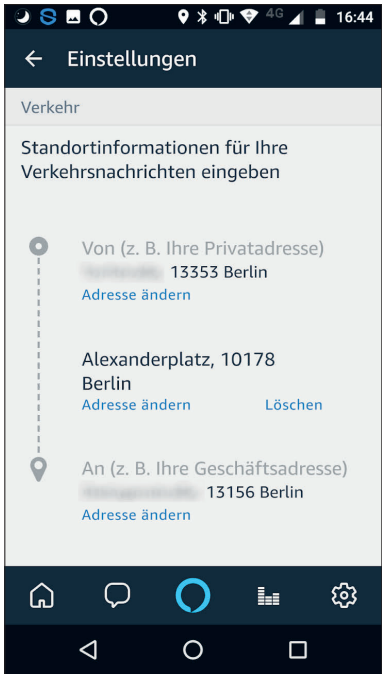 4G 16:44
Einstellungen
Verkehr
Standortinformationen für Ihre
Verkehrsnachrichten eingeben
Von (z. B. Ihre Privatadresse)
13353 Berlin
Adresse ändern
Alexanderplatz, 10178
Berlin
Adresse ändern Löschen
An (z. B. Ihre Geschäftsadresse)
13156 Berlin
Adresse ändern